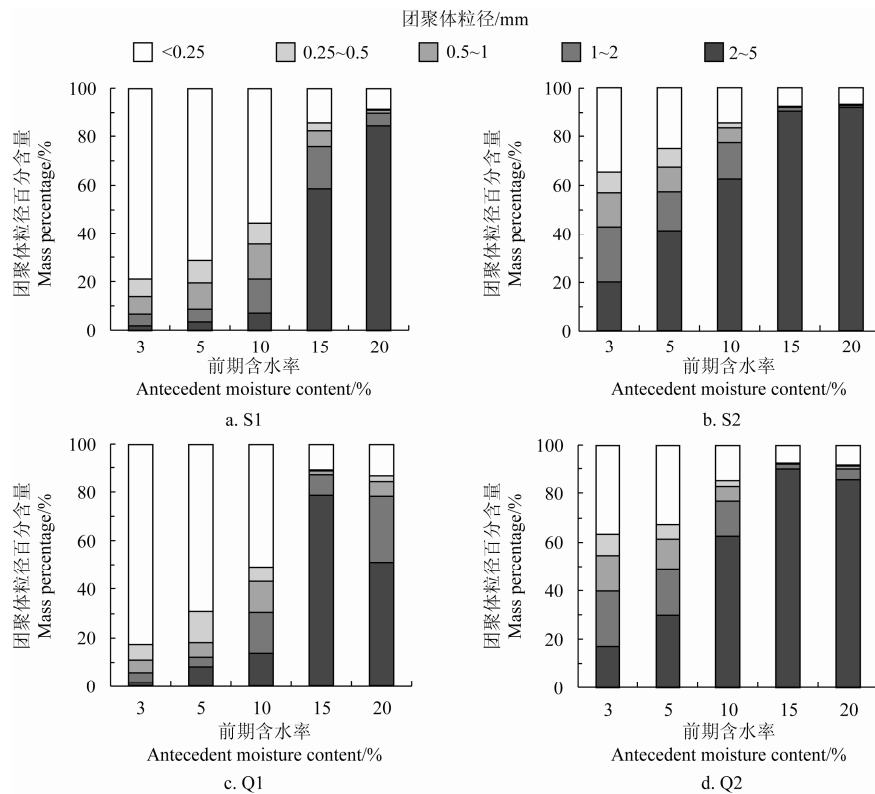 团聚体粒径/mm
<0.25 0.25~0.5 0.5~1 1~2 2~5
团聚体粒径百分含量
Mass percentage/%
100
80
60
40
20
0
3 5 10 15 20
前期含水率
Antecedent moisture content/%
a. S1
团聚体粒径百分含量
Mass percentage/%
100
80
60
40
20
0
3 5 10 15 20
前期含水率
Antecedent moisture content/%
b. S2
团聚体粒径百分含量
Mass percentage/%
100
80
60
40
20
0
3 5 10 15 20
前期含水率
Antecedent moisture content/%
c. Q1
团聚体粒径百分含量
Mass percentage/%
100
80
60
40
20
0
3 5 10 15 20
前期含水率
Antecedent moisture content/%
d. Q2